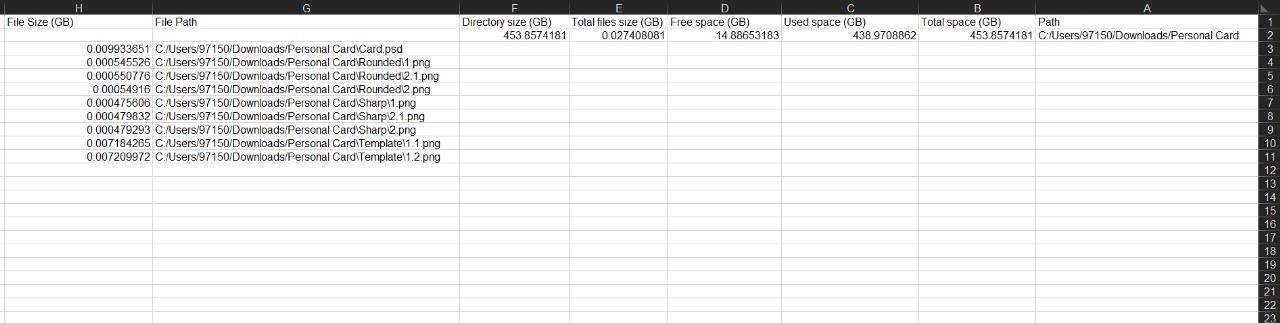 H G F E D C B A
File Size (GB) File Path Directory size (GB) Total files size (GB) Free space (GB) Used space (GB) Total space (GB) Path 1
453.8574181 0.027408081 14.88653183 438.9708862 453.8574181 C:/Users/97150/Downloads/Personal Card 2
0.009933651 C:/Users/97150/Downloads/Personal Card\Card.psd 3
0.000545526 C:/Users/97150/Downloads/Personal Card\Rounded\1.png 4
0.000550776 C:/Users/97150/Downloads/Personal Card\Rounded\2.1.png 5
0.00054916 C:/Users/97150/Downloads/Personal Card\Rounded\2.png 6
0.000475606 C:/Users/97150/Downloads/Personal Card\Sharp\1.png 7
0.000479832 C:/Users/97150/Downloads/Personal Card\Sharp\2.1.png 8
0.000479293 C:/Users/97150/Downloads/Personal Card\Sharp\2.png 9
0.007184265 C:/Users/97150/Downloads/Personal Card\Template\1.1.png 10
0.007209972 C:/Users/97150/Downloads/Personal Card\Template\1.2.png 11
12
13
14
15
16
17
18
19
20
21
22
23